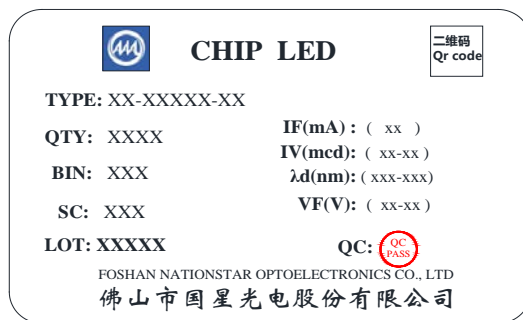 CHIP LED
二维码
Qr code
TYPE: XX-XXXXX-XX
QTY: XXXX
BIN: XXX
SC: XXX
LOT: XXXXX
IF(mA) : ( xx )
IV(mcd): ( xx-xx )
λd(nm): ( xxx-xxx)
VF(V): ( xx-xx )
QC: QC
PASS
FOSHAN NATIONSTAR OPTOELECTRONICS CO., LTD
佛山市国星光电股份有限公司